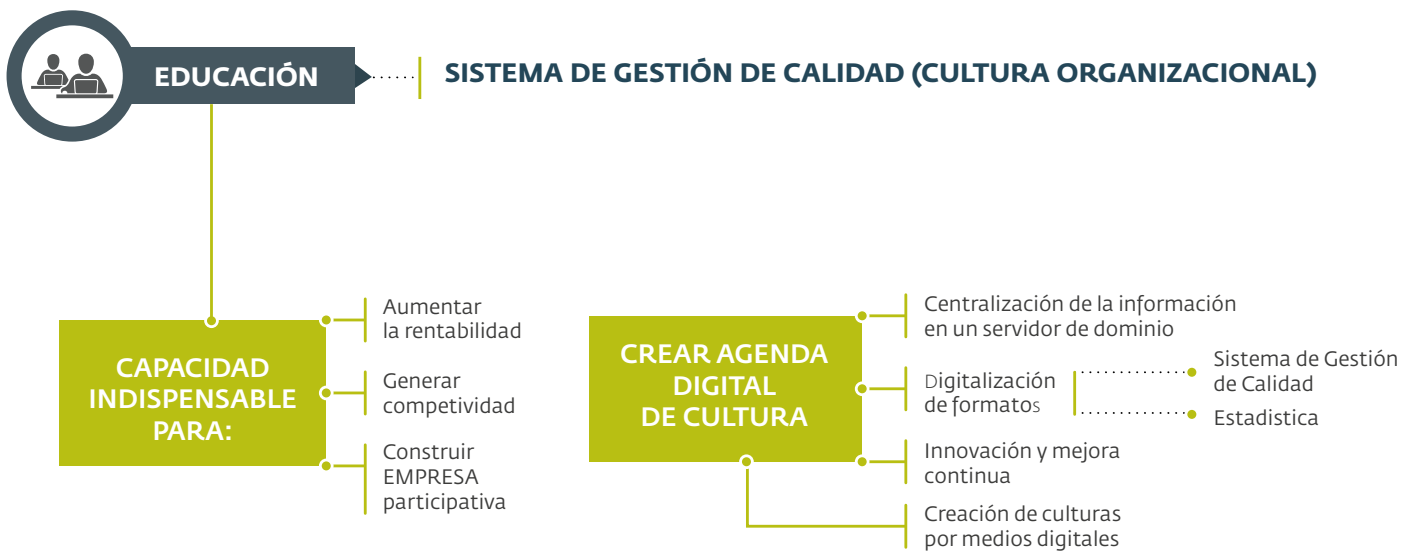 EDUCACIÓN
SISTEMA DE GESTIÓN DE CALIDAD (CULTURA ORGANIZACIONAL)
CAPACIDAD
INDISPENSABLE
PARA:
Aumentar
la rentabilidad
Generar
competividad
Construir
EMPRESA
participativa
CREAR AGENDA
DIGITAL
DE CULTURA
Centralización de la información
en un servidor de dominio
Digitalización
de formatos
Sistema de Gestión
de Calidad
Estadistica
Innovación y mejora
continua
Creación de culturas
por medios digitales